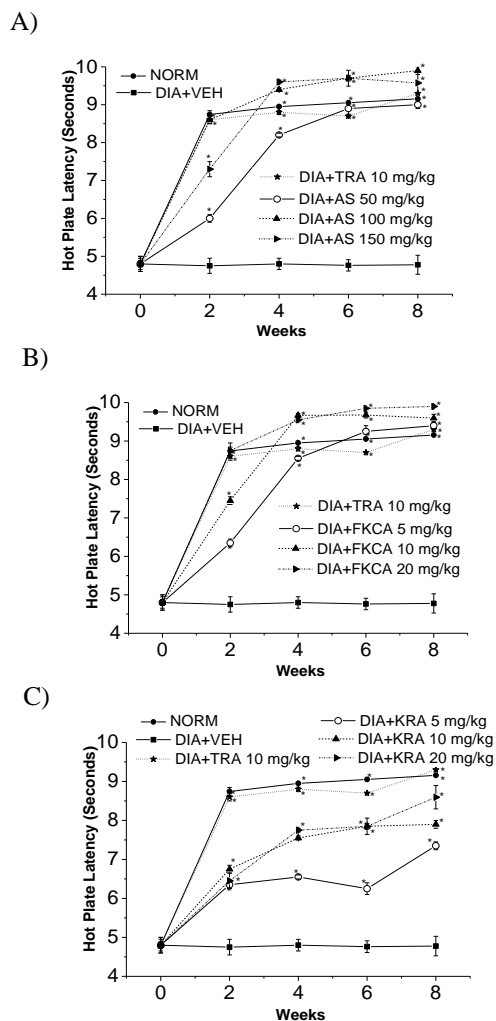 A)
10
9
8
7
6
5
4
Hot Plate Latency (Seconds)
NORM
DIA+VEH
DIA+TRA 10 mg/kg
DIA+AS 50 mg/kg
DIA+AS 100 mg/kg
DIA+AS 150 mg/kg
0 2 4 6 8
Weeks
B)
10
9
8
7
6
5
4
Hot Plate Latency (Seconds)
NORM
DIA+VEH
DIA+TRA 10 mg/kg
DIA+FKCA 5 mg/kg
DIA+FKCA 10 mg/kg
DIA+FKCA 20 mg/kg
0 2 4 6 8
Weeks
C)
NORM
DIA+VEH
DIA+TRA 10 mg/kg
DIA+KRA 5 mg/kg
DIA+KRA 10 mg/kg
DIA+KRA 20 mg/kg
10
9
8
7
6
5
4
Hot Plate Latency (Seconds)
0 2 4 6 8
Weeks